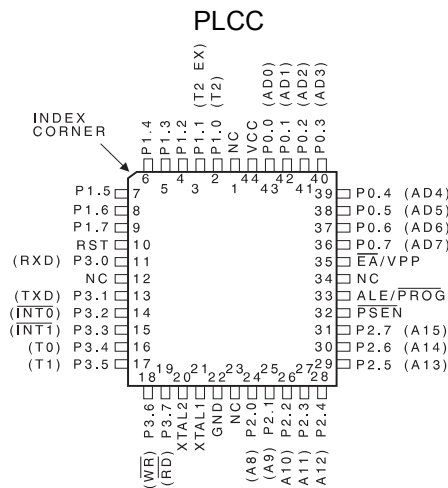 PLCC
INDEX
CORNER
P1.4
P1.3
P1.2
P1.1 (T2 EX)
P1.0 (T2)
NC
VCC
P0.0 (AD0)
P0.1 (AD1)
P0.2 (AD2)
P0.3 (AD3)
6
5
4
3
2
1
44
43
42
41
40
P1.5 7
P1.6 8
P1.7 9
RST 10
(RXD) P3.0 11
NC 12
(TXD) P3.1 13
(INT0) P3.2 14
(INT1) P3.3 15
(T0) P3.4 16
(T1) P3.5 17
39 P0.4 (AD4)
38 P0.5 (AD5)
37 P0.6 (AD6)
36 P0.7 (AD7)
35 EA/VPP
34 NC
33 ALE/PROG
32 PSEN
31 P2.7 (A15)
30 P2.6 (A14)
29 P2.5 (A13)
18
19
20
21
22
23
24
25
26
27
28
(WR) P3.6
(RD) P3.7
XTAL2
XTAL1
GND
NC
(A8) P2.0
(A9) P2.1
A10) P2.2
A11) P2.3
A12) P2.4